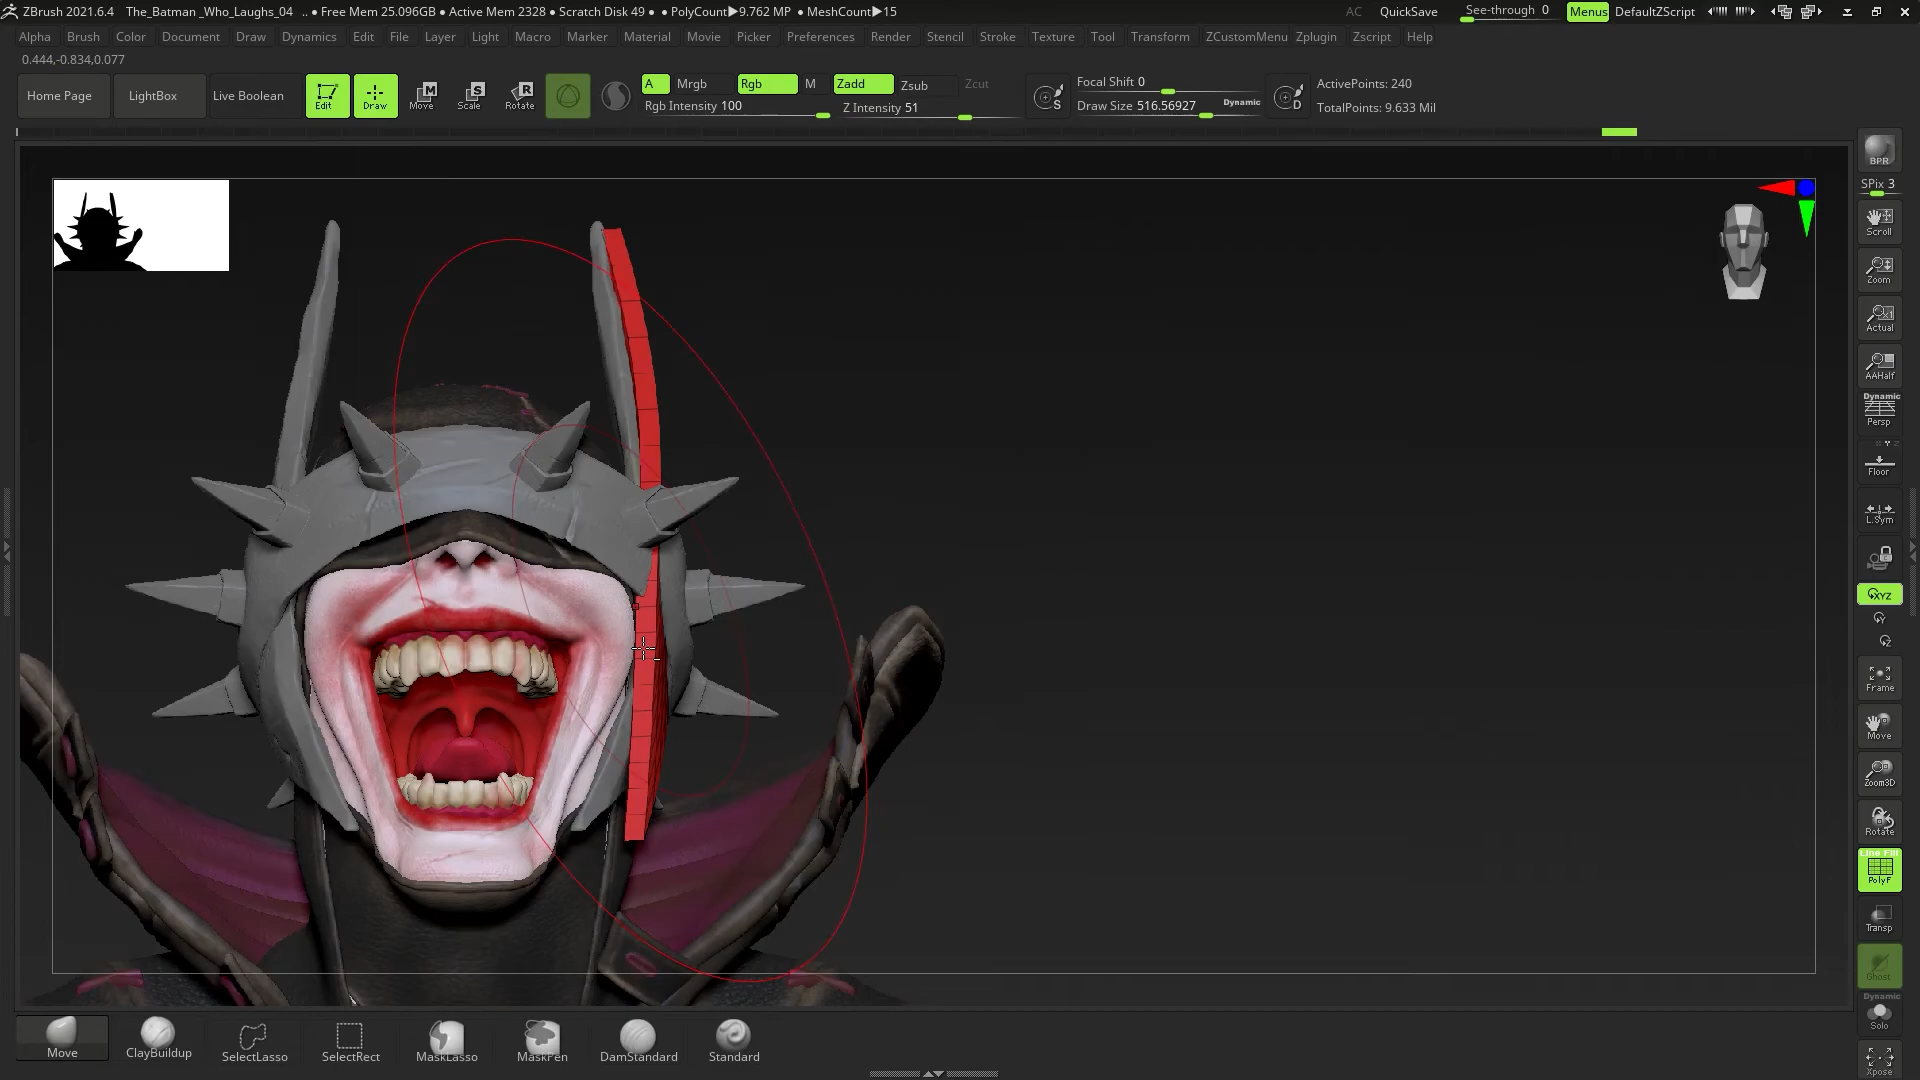 ZBrush 2021.6.4 The_Batman _Who_Laughs_04 .. • Free Mem 25.096GB • Active Mem 2328 • Scratch Disk 49 • • PolyCount▶9.762 MP • MeshCount▶15 AC QuickSave See-through 0 Menus DefaultZScript
Alpha Brush Color Document Draw Dynamics Edit File Layer Light Macro Marker Material Movie Picker Preferences Render Stencil Stroke Texture Tool Transform ZCustomMenu Zplugin Zscript Help
0.444,-0.834,0.077
Home Page LightBox Live Boolean Edit Draw Move Scale Rotate A Mrgb Rgb M Zadd Zsub Zcut S Focal Shift 0 D ActivePoints: 240
Rgb Intensity 100 Z Intensity 51 Draw Size 516.56927 Dynamic TotalPoints: 9.633 Mil
BPR
SPix 3
Scroll
Zoom
Actual
AAHalf
Dynamic
Persp
Floor
L.Sym
XYZ
Y
Z
Frame
Move
Zoom3D
Rotate
Line Fill
PolyF
Transp
Ghost
Dynamic
Solo
Xpose
Move ClayBuildup SelectLasso SelectRect MaskLasso MaskPen DamStandard Standard